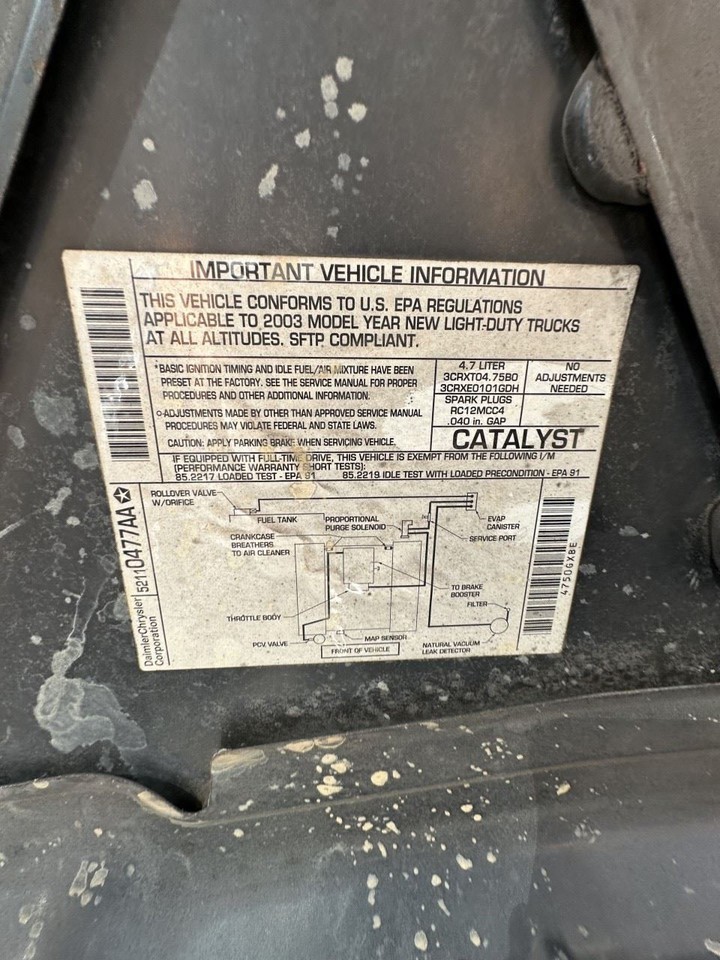 IMPORTANT VEHICLE INFORMATION
THIS VEHICLE CONFORMS TO U.S. EPA REGULATIONS
APPLICABLE TO 2003 MODEL YEAR NEW LIGHT-DUTY TRUCKS
AT ALL ALTITUDES. SFTP COMPLIANT.
BASIC IGNITION TIMING AND IDLE FUEL/AIR MIXTURE HAVE BEEN
PRESET AT THE FACTORY. SEE THE SERVICE MANUAL FOR PROPER
PROCEDURES AND OTHER ADDITIONAL INFORMATION.
ADJUSTMENTS MADE BY OTHER THAN APPROVED SERVICE MANUAL
PROCEDURES MAY VIOLATE FEDERAL AND STATE LAWS.
CAUTION: APPLY PARKING BRAKE WHEN SERVICING VEHICLE.
4.7 LITER
3CRXT04.75B0
3CRXE0101GDH
SPARK PLUGS
RC12MCC4
.040 in. GAP
NO
ADJUSTMENTS
NEEDED
CATALYST
IF EQUIPPED WITH FULL-TIME DRIVE, THIS VEHICLE IS EXEMPT FROM THE FOLLOWING I/M
(PERFORMANCE WARRANTY SHORT TESTS):
85.2217 LOADED TEST - EPA 91 85.2219 IDLE TEST WITH LOADED PRECONDITION - EPA 91
ROLLOVER VALVE
W/ORIFICE
FUEL TANK
PROPORTIONAL
PURGE SOLENOID
EVAP
CANISTER
SERVICE PORT
CRANKCASE
BREATHERS
TO AIR CLEANER
TO BRAKE
BOOSTER
FILTER
THROTTLE BODY
PCV VALVE
MAP SENSOR
NATURAL VACUUM
LEAK DETECTOR
FRONT OF VEHICLE
DaimlerChrysler
Corporation
52110477AA
4750GXBE